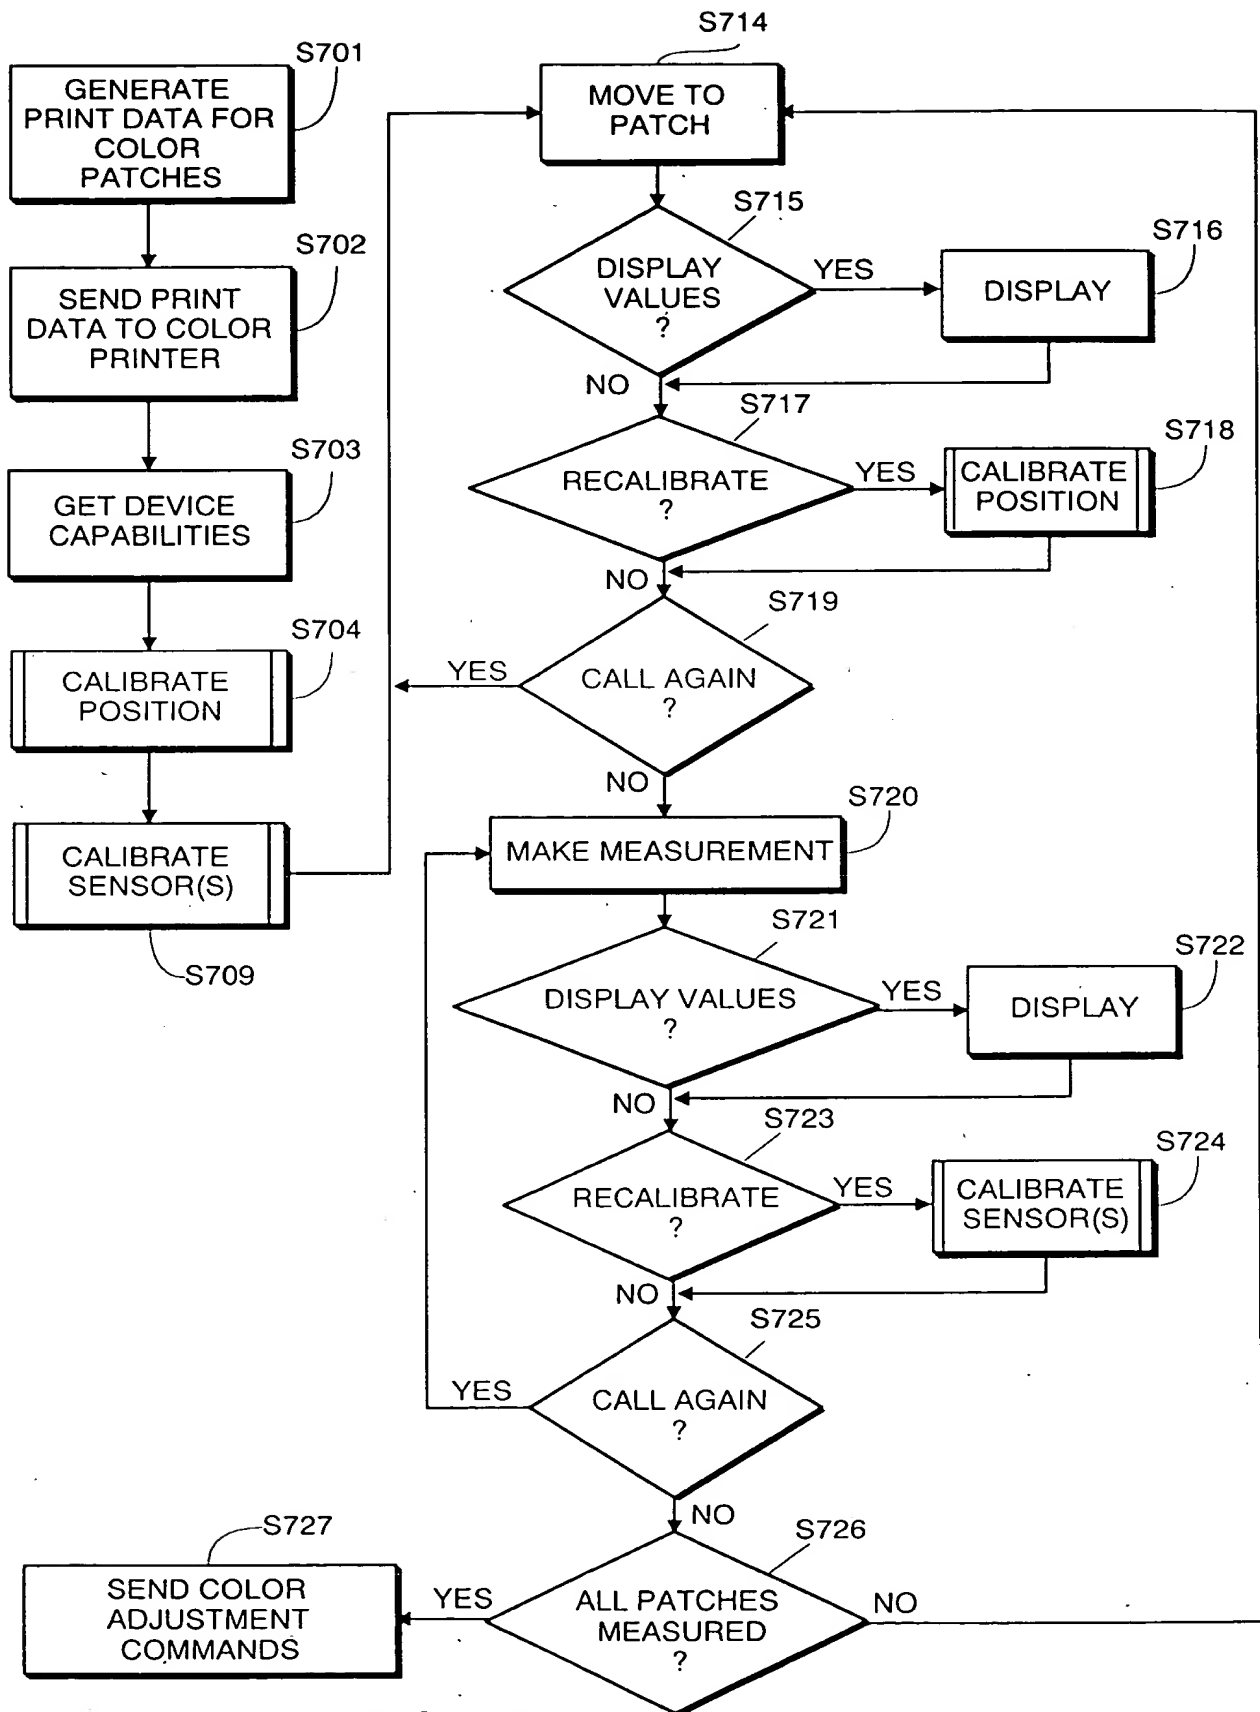 S701
GENERATE
PRINT DATA FOR
COLOR
PATCHES
S702
SEND PRINT
DATA TO COLOR
PRINTER
S703
GET DEVICE
CAPABILITIES
S704
CALIBRATE
POSITION
CALIBRATE
SENSOR(S)
S709
S714
MOVE TO
PATCH
S715
DISPLAY
VALUES
?
YES
S716
DISPLAY
NO
S717
RECALIBRATE
?
YES
S718
CALIBRATE
POSITION
NO
S719
CALL AGAIN
?
YES
NO
S720
MAKE MEASUREMENT
S721
DISPLAY VALUES
?
YES
S722
DISPLAY
NO
S723
RECALIBRATE
?
YES
S724
CALIBRATE
SENSOR(S)
NO
S725
CALL AGAIN
?
YES
NO
S726
ALL PATCHES
MEASURED
?
NO
YES
S727
SEND COLOR
ADJUSTMENT
COMMANDS